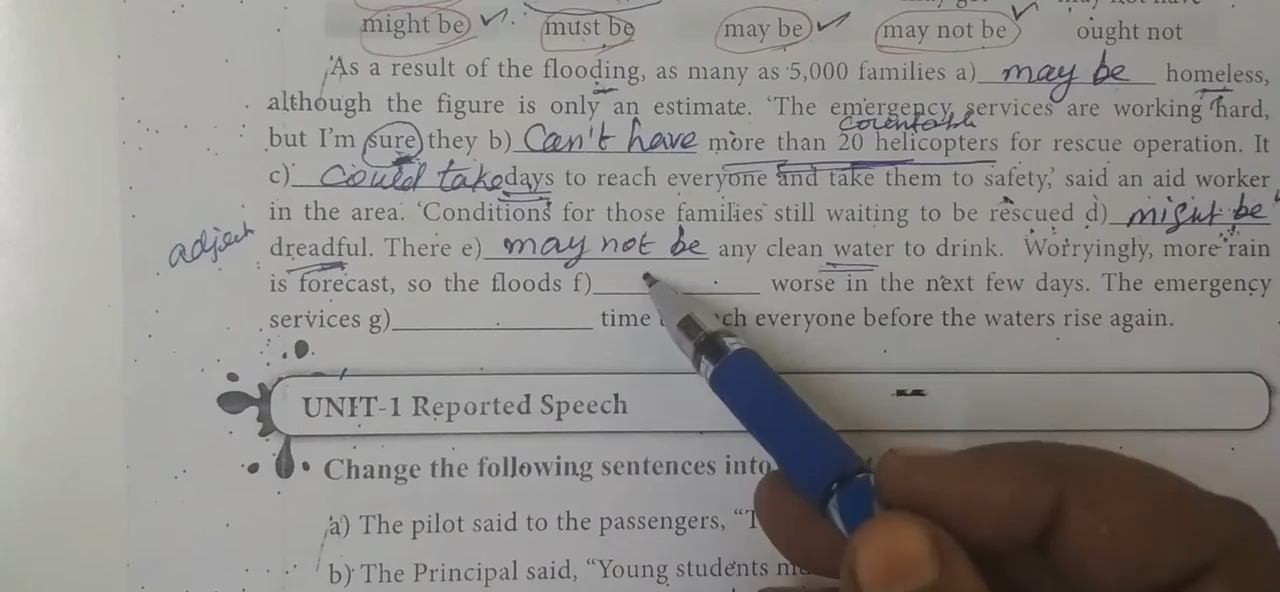 might be must be may be may not be ought not
As a result of the flooding, as many as 5,000 families a) may be homeless,
although the figure is only an estimate. ‘The emergency services are working hard,
countable
but I'm sure they b) Can't have more than 20 helicopters for rescue operation. It
c) Could take days to reach everyone and take them to safety,’ said an aid worker
in the area. ‘Conditions for those families still waiting to be rescued d) might be
adject
dreadful. There e) may not be any clean water to drink. Worryingly, more rain
is forecast, so the floods f)____ worse in the next few days. The emergency
services g)____ time everyone before the waters rise again.
UNIT-1 Reported Speech
• Change the following sentences into
a) The pilot said to the passengers,
b) The Principal said, “Young students